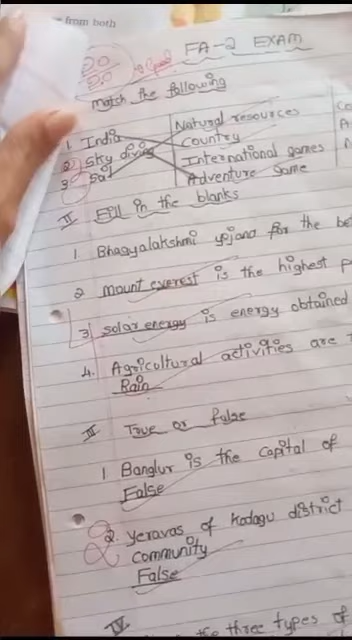 from both
20
20
Good
FA-2 EXAM
match the following
1. India
Natural resources
2) Sky diving
Country
3. Soil
International games
Adventure game
II Fill in the blanks
1. Bhagyalakshmi yojana for the be
2 mount everest is the highest p
3) solar energy is energy obtained
4. Agricoltural activities are
Rain
III True or false
1 Banglur is the capital of
False
2. yeravas of Kodagu district
community
False
IV
the three types of